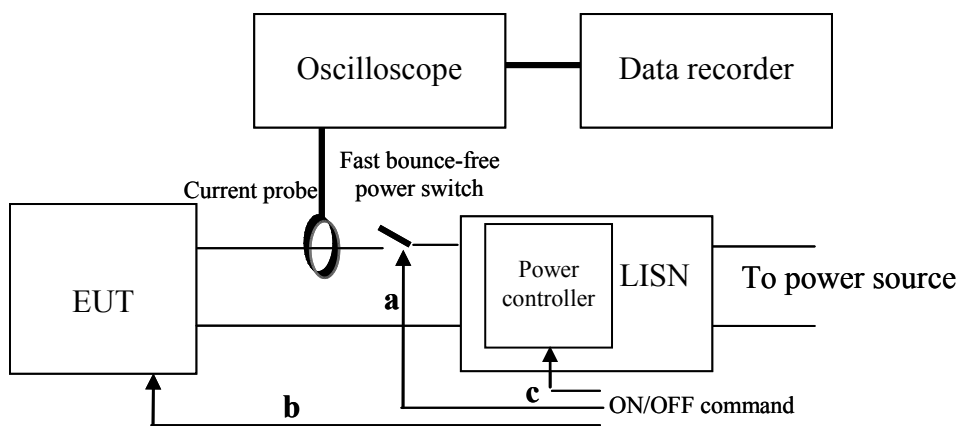 Oscilloscope
Data recorder
Fast bounce-free
power switch
Current probe
EUT
Power
controller
LISN
To power source
a
c
b
ON/OFF command